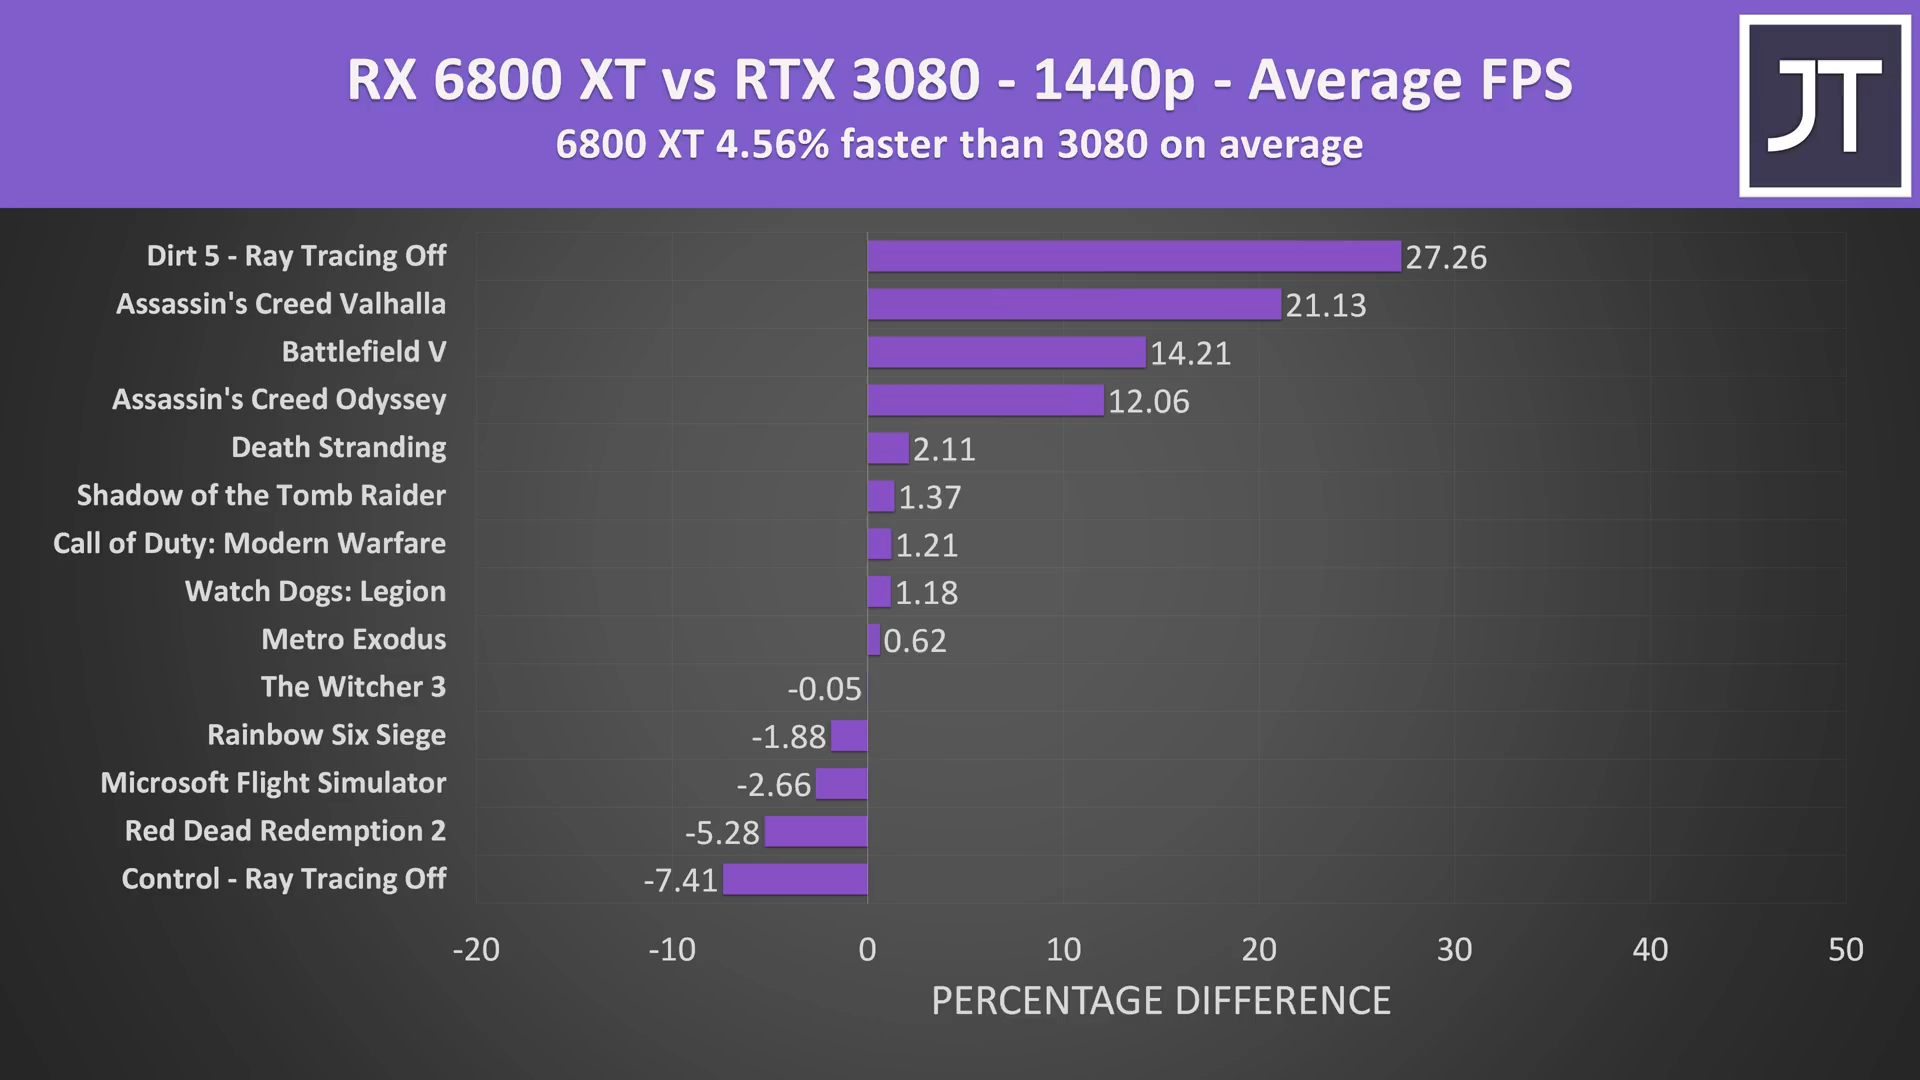 RX 6800 XT vs RTX 3080 - 1440p - Average FPS
6800 XT 4.56% faster than 3080 on average
JT
Dirt 5 - Ray Tracing Off 27.26
Assassin's Creed Valhalla 21.13
Battlefield V 14.21
Assassin's Creed Odyssey 12.06
Death Stranding 2.11
Shadow of the Tomb Raider 1.37
Call of Duty: Modern Warfare 1.21
Watch Dogs: Legion 1.18
Metro Exodus 0.62
The Witcher 3 -0.05
Rainbow Six Siege -1.88
Microsoft Flight Simulator -2.66
Red Dead Redemption 2 -5.28
Control - Ray Tracing Off -7.41
-20 -10 0 10 20 30 40 50
PERCENTAGE DIFFERENCE